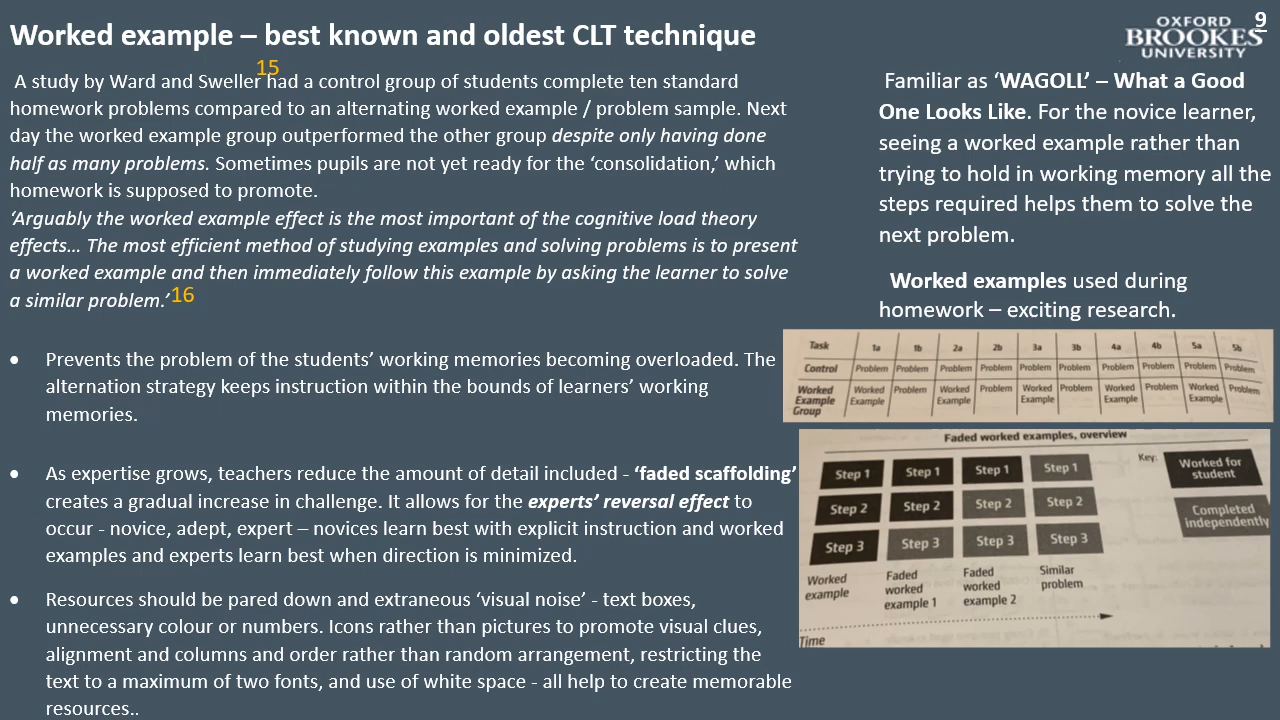 Worked example – best known and oldest CLT technique
9
OXFORD
BROOKES
UNIVERSITY
A study by Ward and Sweller15 had a control group of students complete ten standard
homework problems compared to an alternating worked example / problem sample. Next
day the worked example group outperformed the other group despite only having done
half as many problems. Sometimes pupils are not yet ready for the ‘consolidation,’ which
homework is supposed to promote.
‘Arguably the worked example effect is the most important of the cognitive load theory
effects… The most efficient method of studying examples and solving problems is to present
a worked example and then immediately follow this example by asking the learner to solve
a similar problem.’16
• Prevents the problem of the students’ working memories becoming overloaded. The
alternation strategy keeps instruction within the bounds of learners’ working
memories.
• As expertise grows, teachers reduce the amount of detail included - ‘faded scaffolding’
creates a gradual increase in challenge. It allows for the experts’ reversal effect to
occur - novice, adept, expert – novices learn best with explicit instruction and worked
examples and experts learn best when direction is minimized.
• Resources should be pared down and extraneous ‘visual noise’ - text boxes,
unnecessary colour or numbers. Icons rather than pictures to promote visual clues,
alignment and columns and order rather than random arrangement, restricting the
text to a maximum of two fonts, and use of white space - all help to create memorable
resources..
Familiar as ‘WAGOLL’ – What a Good
One Looks Like. For the novice learner,
seeing a worked example rather than
trying to hold in working memory all the
steps required helps them to solve the
next problem.
Worked examples used during
homework – exciting research.
Task 1a 1b 2a 2b 3a 3b 4a 4b 5a 5b
Control Problem Problem Problem Problem Problem Problem Problem Problem Problem Problem
Worked Worked Problem Worked Problem Worked Problem Worked Problem Worked Problem
Example Example Example Example Example Example
Group
Faded worked examples, overview
Step 1 Step 1 Step 1 Step 1
Step 2 Step 2 Step 2 Step 2
Step 3 Step 3 Step 3 Step 3
Worked Faded Faded Similar
example worked worked problem
example 1 example 2
Time
Key:
Worked for
student
Completed
independently